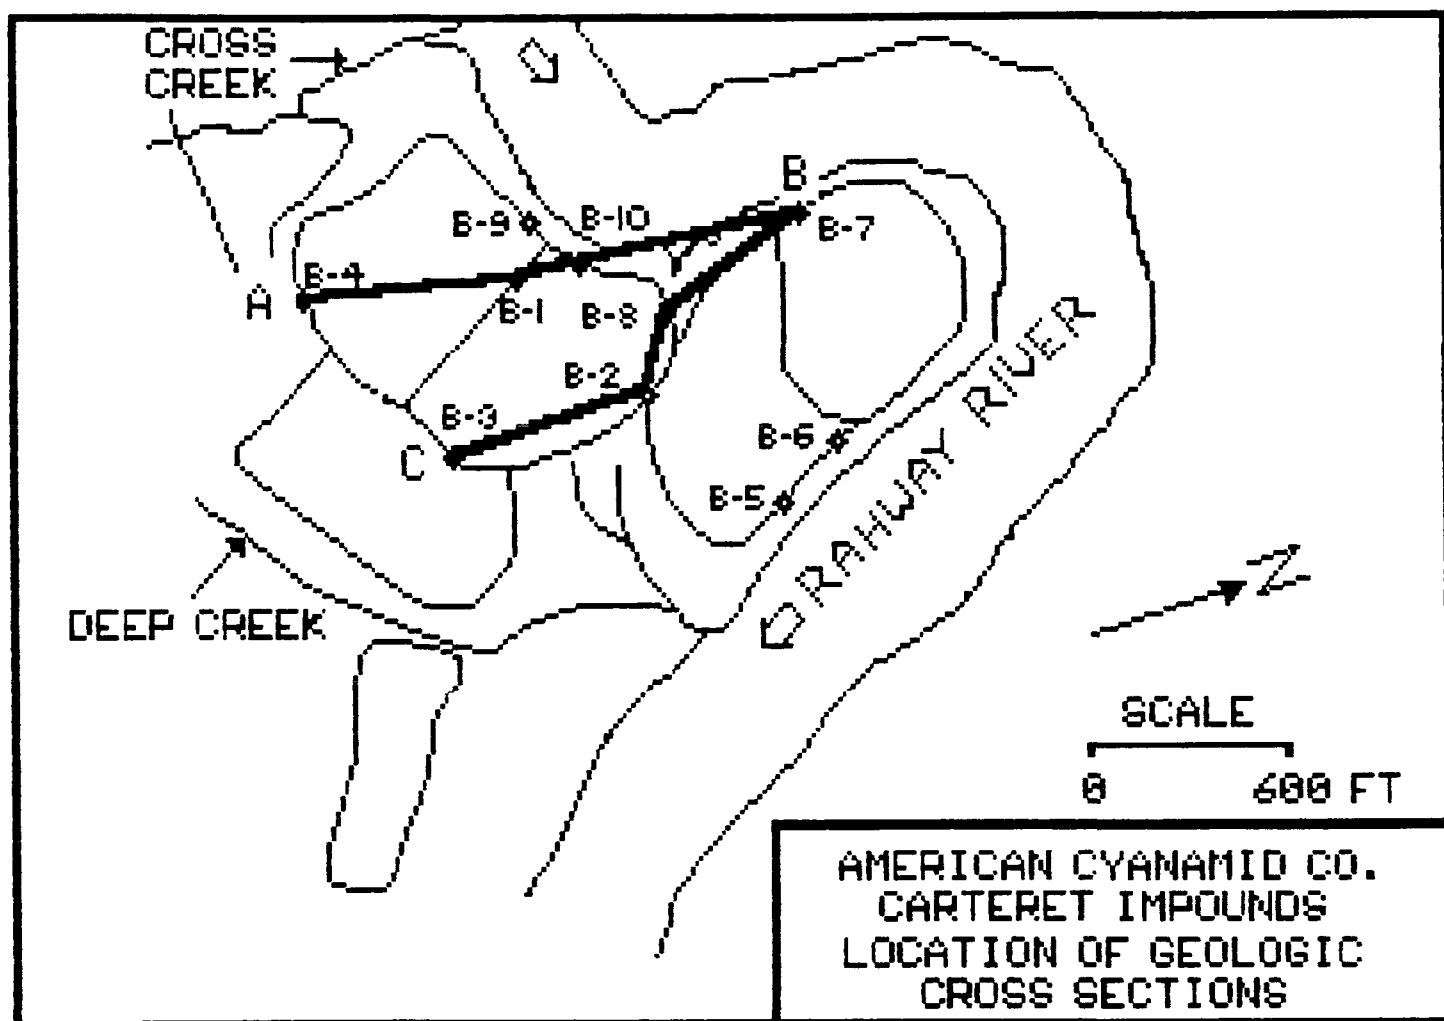 CROSS
CREEK
B
B-9
B-10
B-7
B-4
A
B-1
B-8
B-2
B-3
C
B-6
B-5
RAHWAY RIVER
DEEP CREEK
N
SCALE
0 600 FT
AMERICAN CYANAMID CO.
CARTERET IMPOUNDS
LOCATION OF GEOLOGIC
CROSS SECTIONS